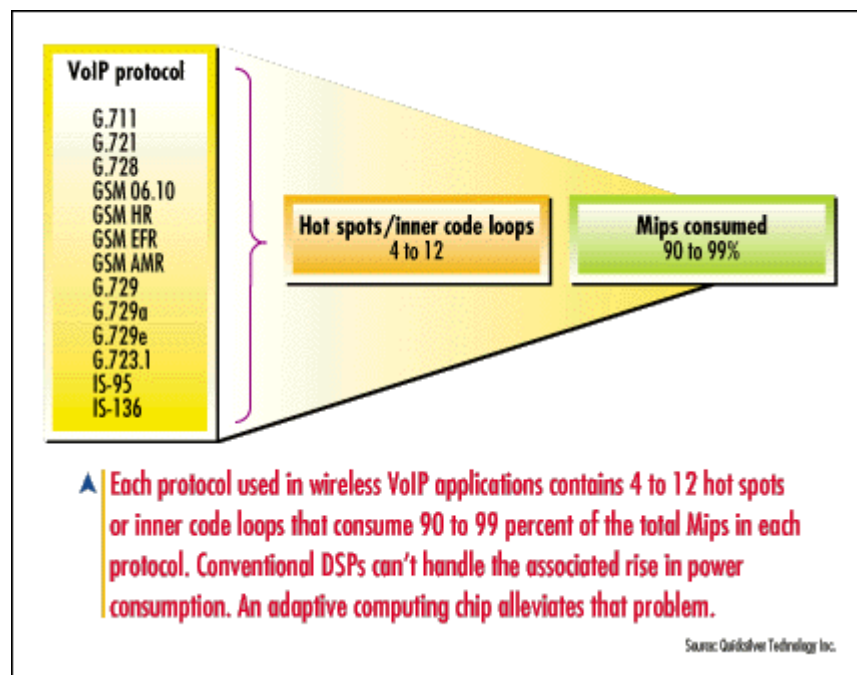 VoIP protocol
G.711
G.721
G.728
GSM 06.10
GSM HR
GSM EFR
GSM AMR
G.729
G.729a
G.729e
G.723.1
IS-95
IS-136
Hot spots/inner code loops
4 to 12
Mips consumed
90 to 99%
Each protocol used in wireless VoIP applications contains 4 to 12 hot spots
or inner code loops that consume 90 to 99 percent of the total Mips in each
protocol. Conventional DSPs can't handle the associated rise in power
consumption. An adaptive computing chip alleviates that problem.
Source: Quicksilver Technology Inc.